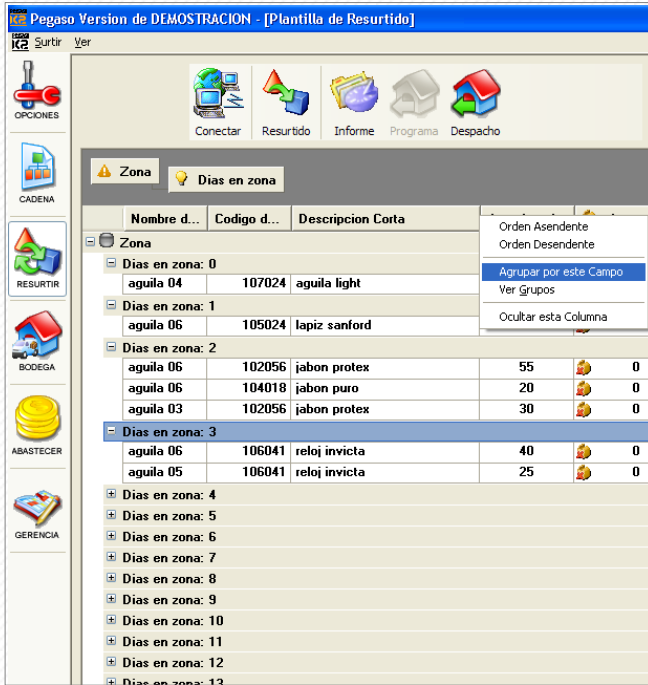 K2 Pegaso Version de DEMOSTRACION - [Plantilla de Resurtido]
K2 Surtir Ver
OPCIONES
CADENA
RESURTIR
BODEGA
ABASTECER
GERENCIA
Conectar Resurtido Informe Programa Despacho
Zona
Dias en zona
Nombre d... Codigo d... Descripcion Corta
Orden Asendente
Orden Desendente
Agrupar por este Campo
Ver Grupos
Ocultar esta Columna
Zona
Dias en zona: 0
aguila 04 107024 aguila light
Dias en zona: 1
aguila 06 105024 lapiz sanford
Dias en zona: 2
aguila 06 102056 jabon protex 55 0
aguila 06 104018 jabon puro 20 0
aguila 03 102056 jabon protex 30 0
Dias en zona: 3
aguila 06 106041 reloj invicta 40 0
aguila 05 106041 reloj invicta 25 0
Dias en zona: 4
Dias en zona: 5
Dias en zona: 6
Dias en zona: 7
Dias en zona: 8
Dias en zona: 9
Dias en zona: 10
Dias en zona: 11
Dias en zona: 12
Dias en zona: 13